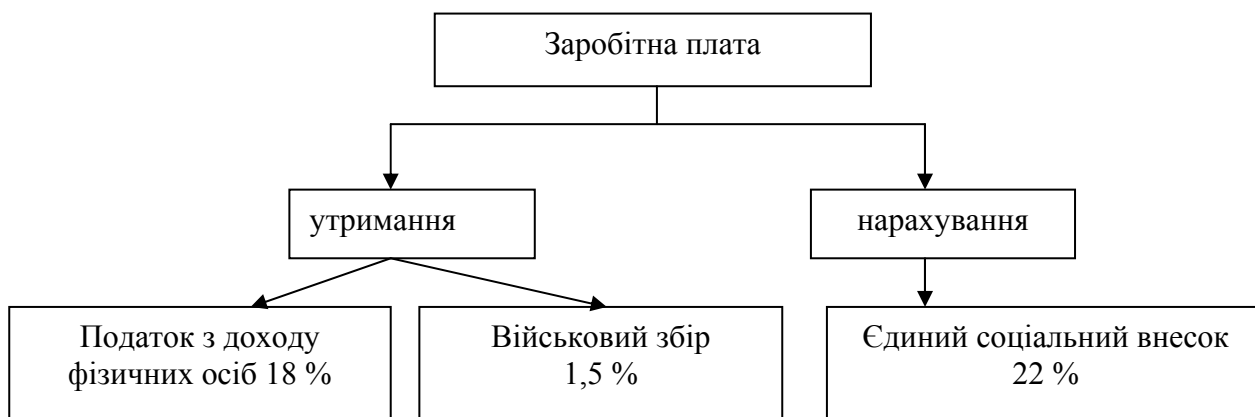 Заробітна плата
утримання
нарахування
Податок з доходу
фізичних осіб 18 %
Військовий збір
1,5 %
Єдиний соціальний внесок
22 %